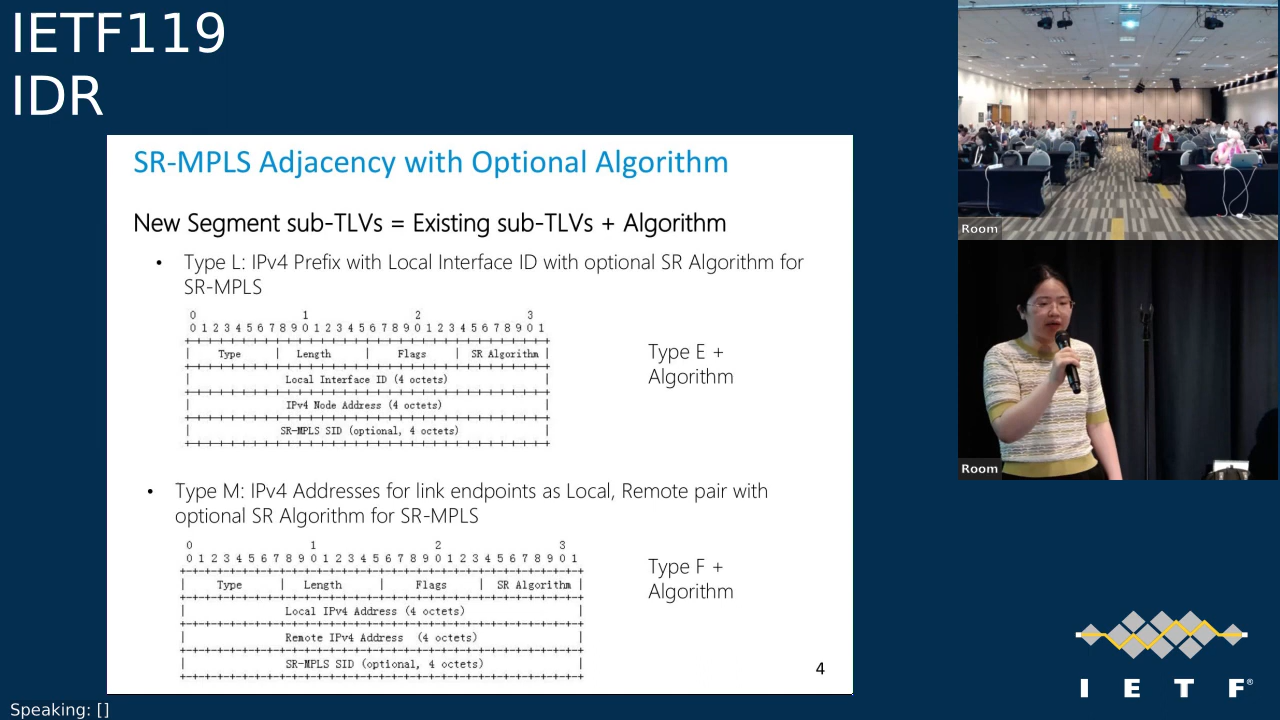 IETF119
IDR
SR-MPLS Adjacency with Optional Algorithm
New Segment sub-TLVs = Existing sub-TLVs + Algorithm
• Type L: IPv4 Prefix with Local Interface ID with optional SR Algorithm for
SR-MPLS
0 1 2 3
0 1 2 3 4 5 6 7 8 9 0 1 2 3 4 5 6 7 8 9 0 1 2 3 4 5 6 7 8 9 0 1
| Type | Length | Flags | SR Algorithm |
| Local Interface ID (4 octets) |
| IPv4 Node Address (4 octets) |
| SR-MPLS SID (optional, 4 octets) |
Type E +
Algorithm
• Type M: IPv4 Addresses for link endpoints as Local, Remote pair with
optional SR Algorithm for SR-MPLS
0 1 2 3
0 1 2 3 4 5 6 7 8 9 0 1 2 3 4 5 6 7 8 9 0 1 2 3 4 5 6 7 8 9 0 1
| Type | Length | Flags | SR Algorithm |
| Local IPv4 Address (4 octets) |
| Remote IPv4 Address (4 octets) |
| SR-MPLS SID (optional, 4 octets) |
Type F +
Algorithm
4
Room
Room
I E T F®
Speaking: []